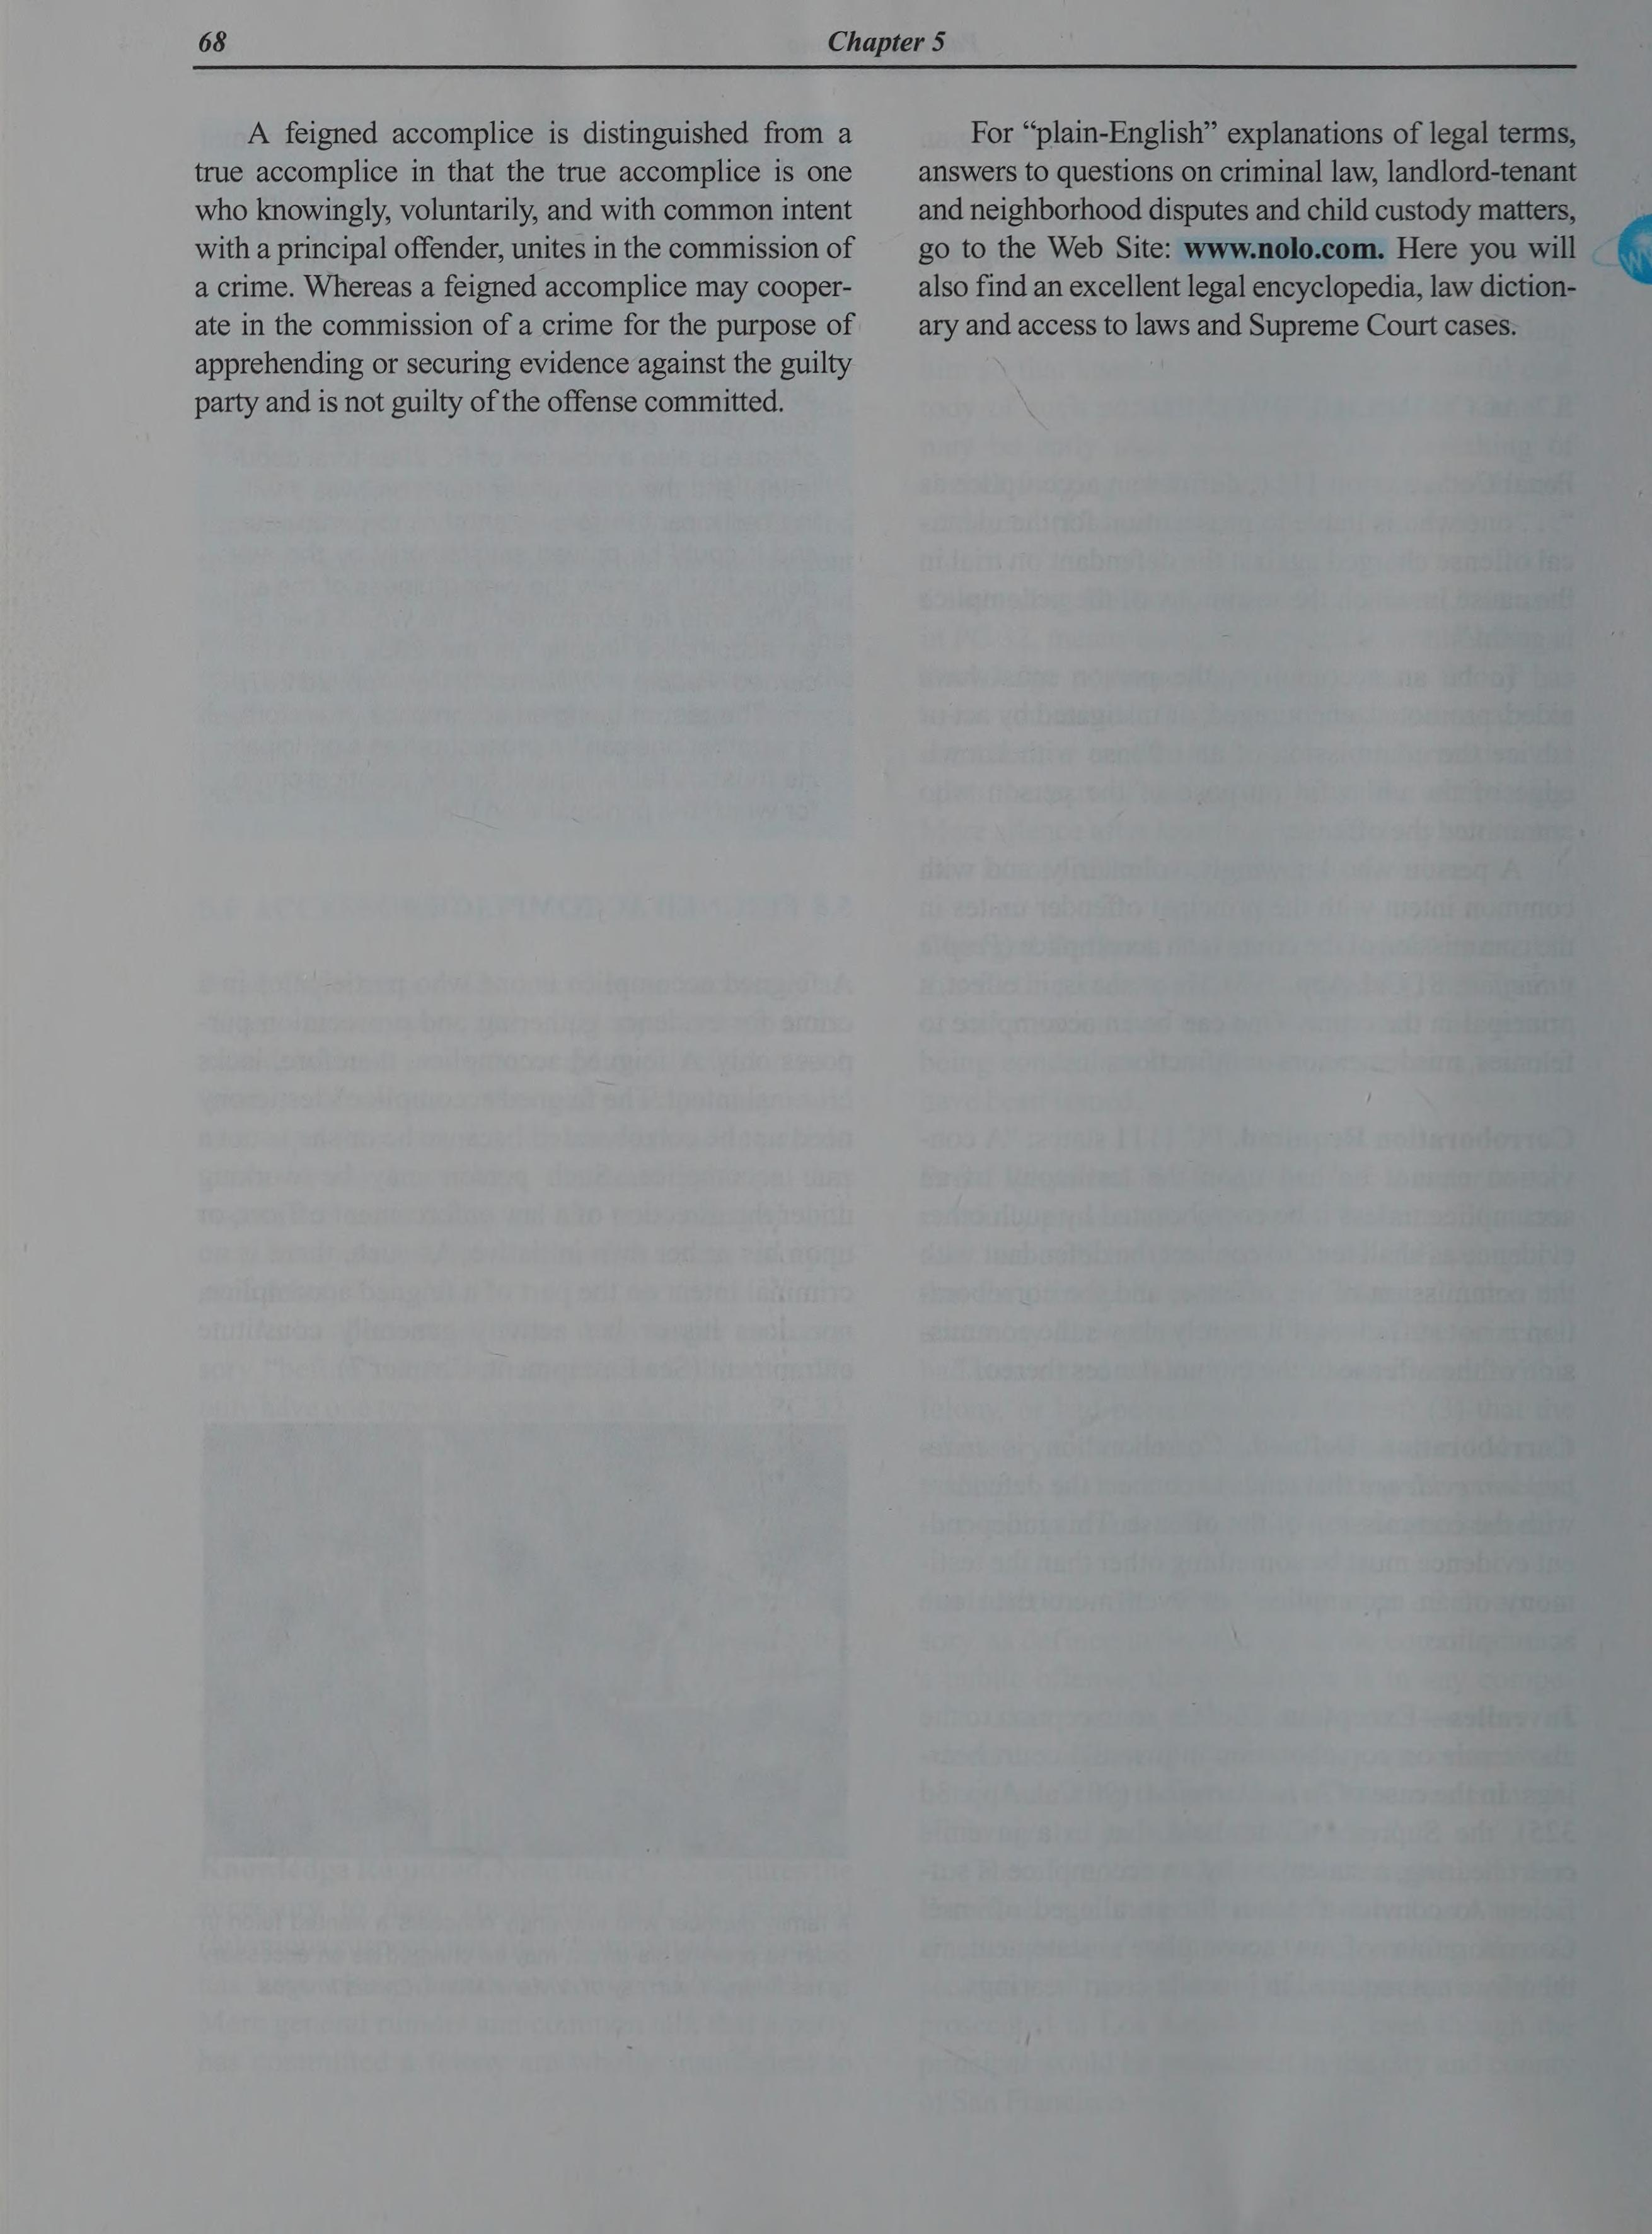 68
Chapter 5
A feigned accomplice is distinguished from a
true accomplice in that the true accomplice is one
who knowingly, voluntarily, and with common intent
with a principal offender, unites in the commission of
a crime. Whereas a feigned accomplice may cooper-
ate in the commission of a crime for the purpose of
apprehending or securing evidence against the guilty
party and is not guilty of the offense committed.
For “plain-English” explanations of legal terms,
answers to questions on criminal law, landlord-tenant
and neighborhood disputes and child custody matters,
go to the Web Site: www.nolo.com. Here you will
also find an excellent legal encyclopedia, law diction-
ary and access to laws and Supreme Court cases.